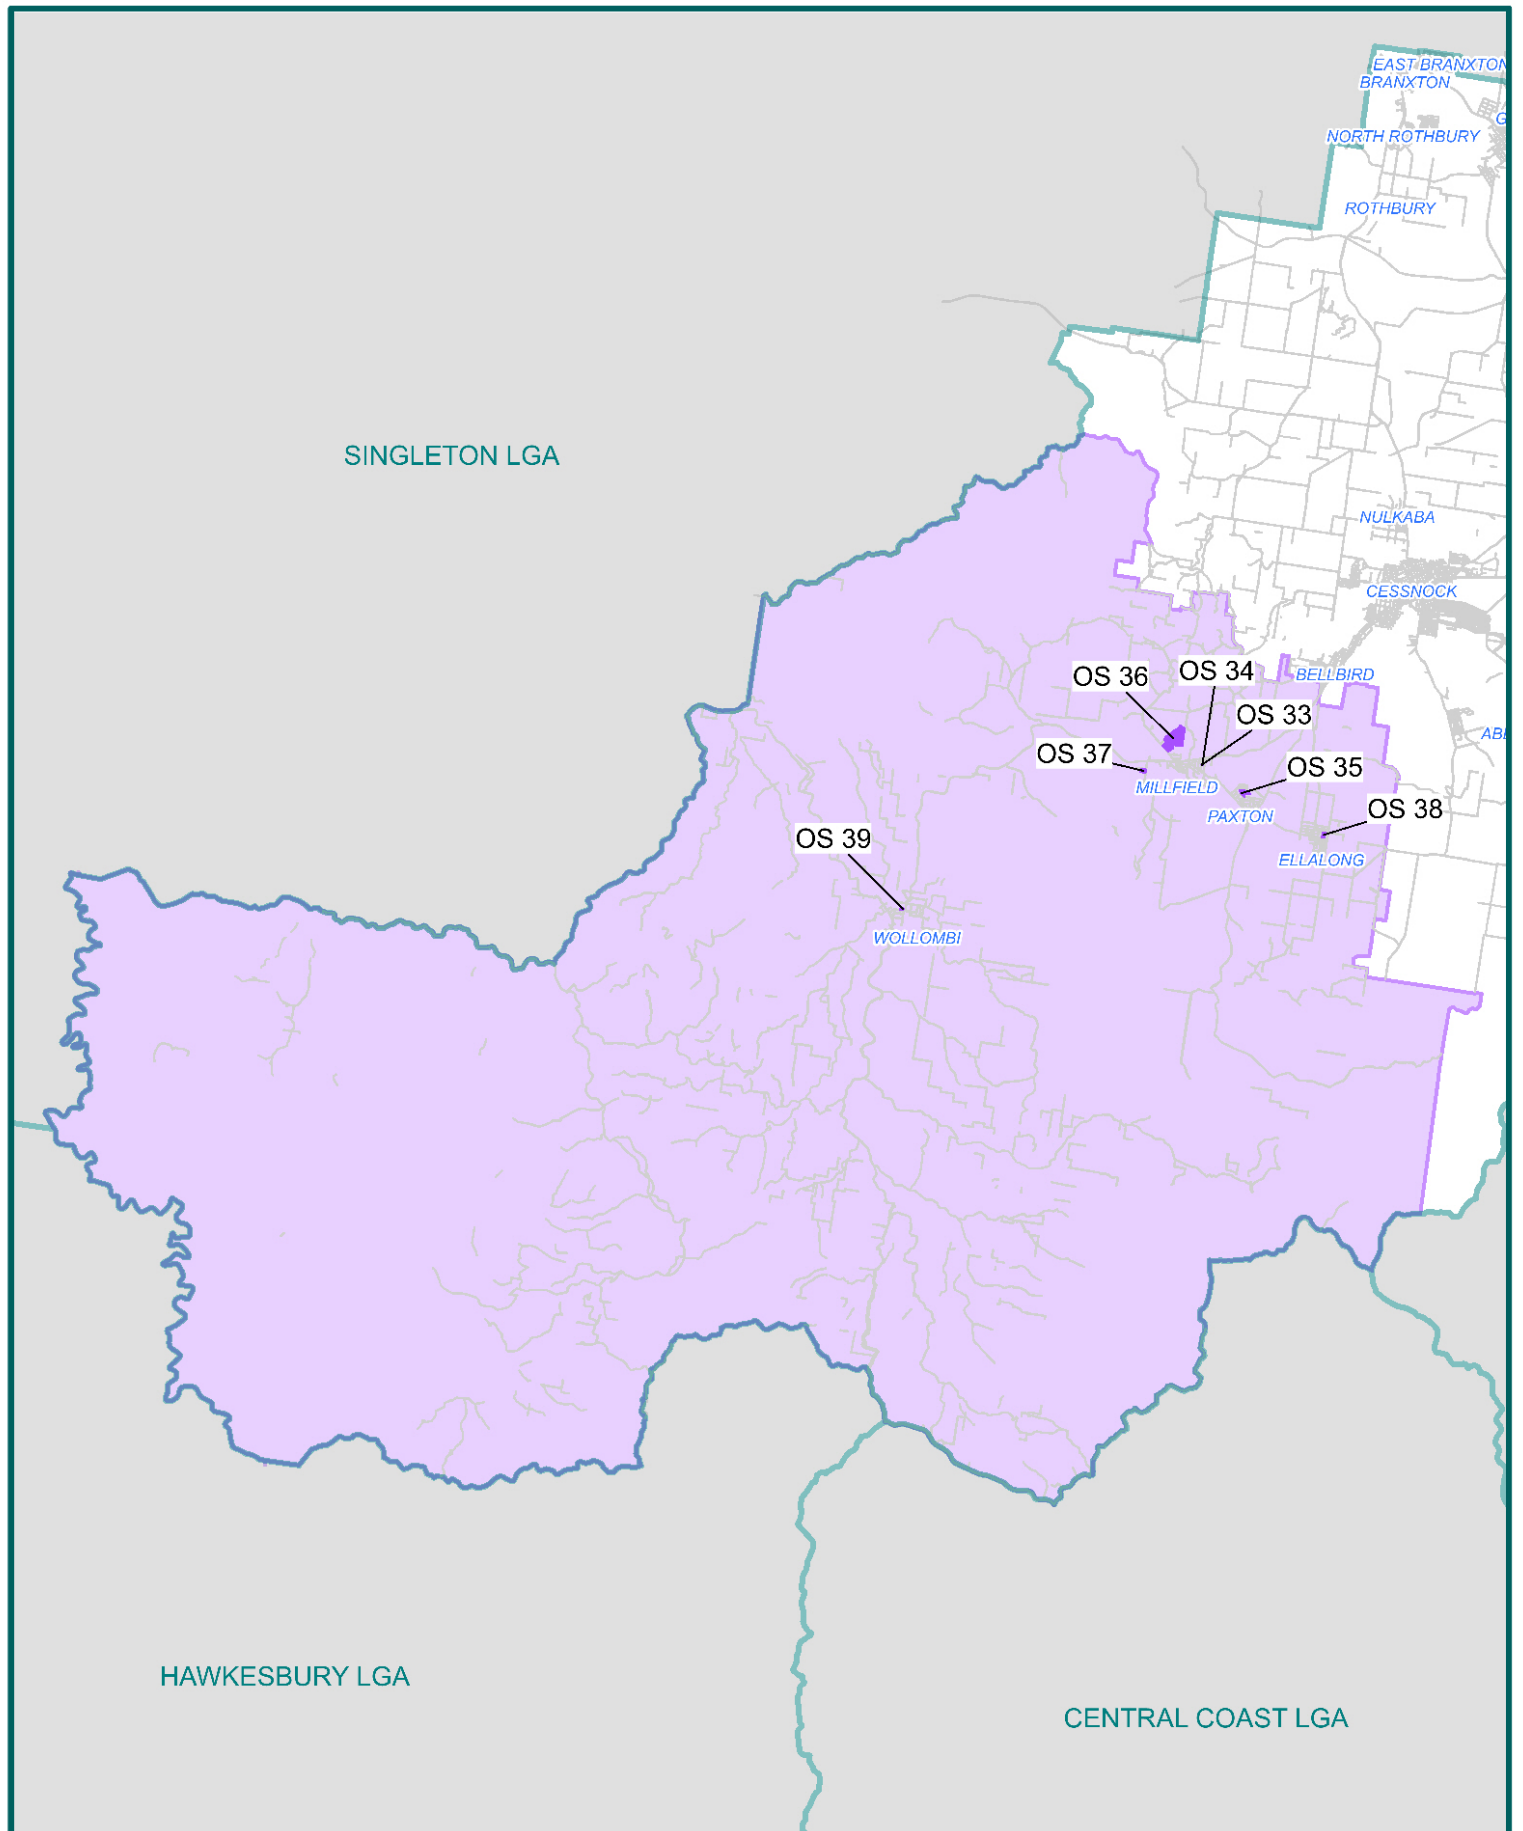 EAST BRANXTON
BRANXTON
G
NORTH ROTHBURY
ROTHBURY
SINGLETON LGA
NULKABA
CESSNOCK
OS 36
OS 34
BELLBIRD
OS 33
ABE
OS 37
OS 35
MILLFIELD
OS 38
PAXTON
OS 39
ELLALONG
WOLLOMBI
HAWKESBURY LGA
CENTRAL COAST LGA